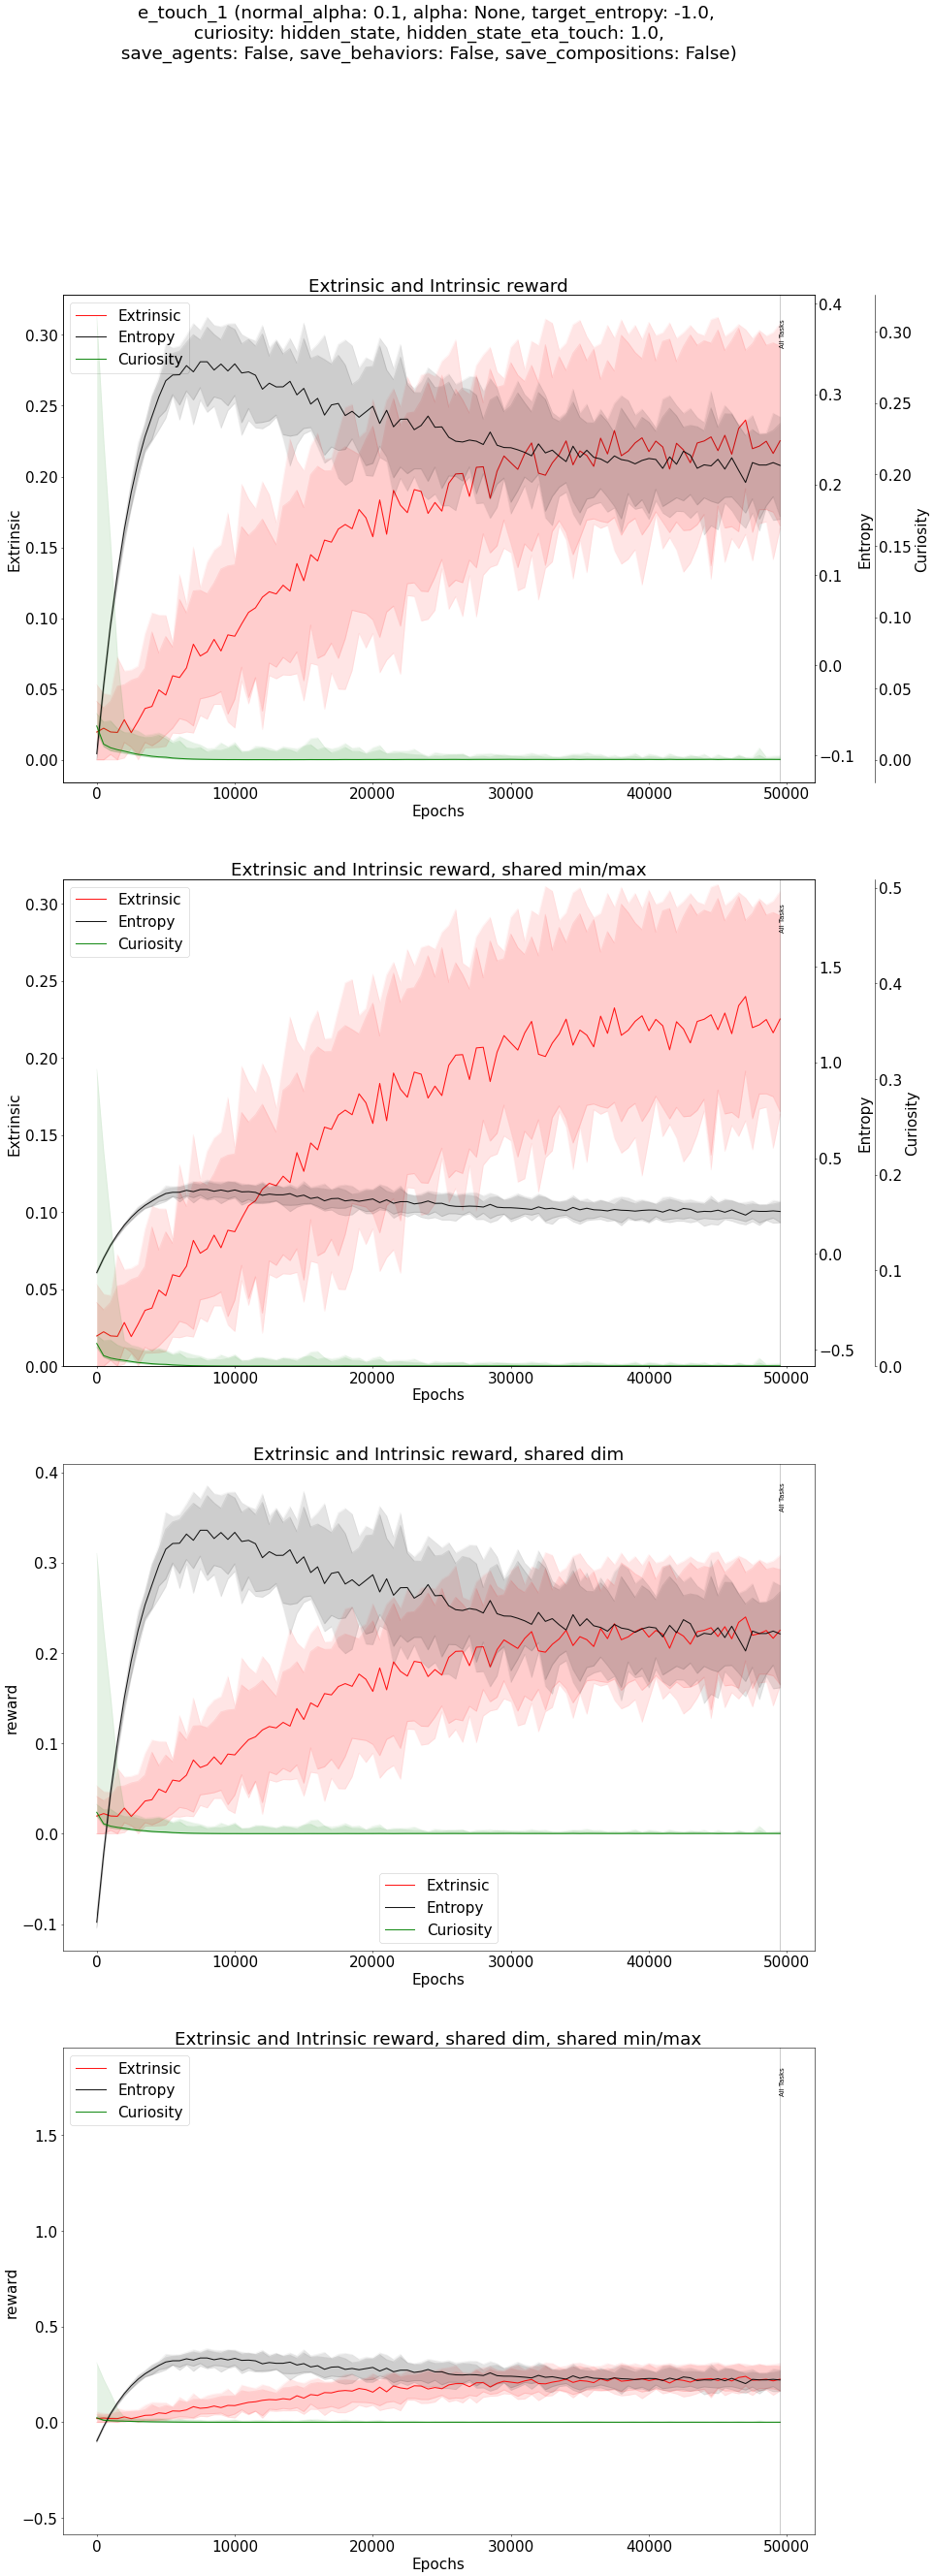 e_touch_1 (normal_alpha: 0.1, alpha: None, target_entropy: -1.0,
curiosity: hidden_state, hidden_state_eta_touch: 1.0,
save_agents: False, save_behaviors: False, save_compositions: False)
Extrinsic and Intrinsic reward
Extrinsic
Entropy
Curiosity
All Tasks
0.30
0.25
0.20
0.15
0.10
0.05
0.00
Extrinsic
0.4
0.3
0.2
0.1
0.0
−0.1
Entropy
0.30
0.25
0.20
0.15
0.10
0.05
0.00
Curiosity
0 10000 20000 30000 40000 50000
Epochs
Extrinsic and Intrinsic reward, shared min/max
Extrinsic
Entropy
Curiosity
All Tasks
0.30
0.25
0.20
0.15
0.10
0.05
0.00
Extrinsic
1.5
1.0
0.5
0.0
−0.5
Entropy
0.5
0.4
0.3
0.2
0.1
0.0
Curiosity
0 10000 20000 30000 40000 50000
Epochs
Extrinsic and Intrinsic reward, shared dim
All Tasks
0.4
0.3
0.2
0.1
0.0
−0.1
reward
Extrinsic
Entropy
Curiosity
0 10000 20000 30000 40000 50000
Epochs
Extrinsic and Intrinsic reward, shared dim, shared min/max
Extrinsic
Entropy
Curiosity
All Tasks
1.5
1.0
0.5
0.0
−0.5
reward
0 10000 20000 30000 40000 50000
Epochs